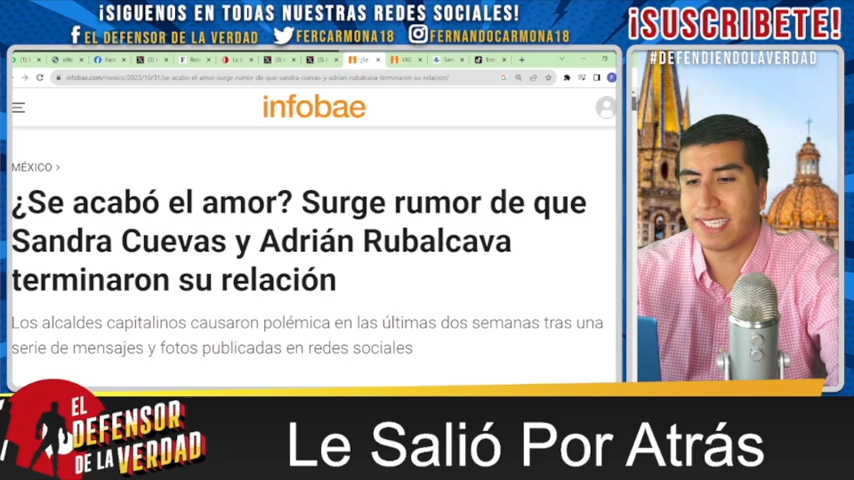 ¡SIGUENOS EN TODAS NUESTRAS REDES SOCIALES!
EL DEFENSOR DE LA VERDAD FERCARMONA18 FERNANDOCARMONA18
¡SUSCRIBETE!
#DEFENDIENDOLAVERDAD
infobae.com/mexico/2023/10/31/se-acabo-el-amor-surge-rumor-de-que-sandra-cuevas-y-adrian-rubalcava-terminaron-su-relacion/
infobae
MÉXICO >
¿Se acabó el amor? Surge rumor de que
Sandra Cuevas y Adrián Rubalcava
terminaron su relación
Los alcaldes capitalinos causaron polémica en las últimas dos semanas tras una
serie de mensajes y fotos publicadas en redes sociales
EL
DEFENSOR
DE LA VERDAD
Le Salió Por Atrás